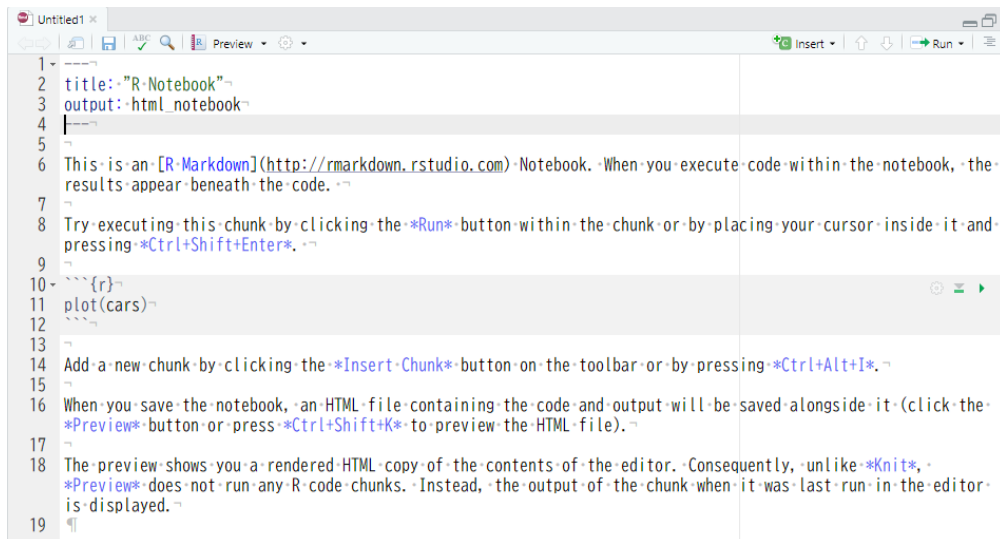 Untitled1
ABC Preview Insert Run
1 ---
2 title: "R Notebook"
3 output: html_notebook
4 ---
5
6 This is an [R Markdown](http://rmarkdown.rstudio.com) Notebook. When you execute code within the notebook, the
results appear beneath the code.
7
8 Try executing this chunk by clicking the *Run* button within the chunk or by placing your cursor inside it and
pressing *Ctrl+Shift+Enter*.
9
10 ```{r}
11 plot(cars)
12 ```
13
14 Add a new chunk by clicking the *Insert Chunk* button on the toolbar or by pressing *Ctrl+Alt+I*.
15
16 When you save the notebook, an HTML file containing the code and output will be saved alongside it (click the
*Preview* button or press *Ctrl+Shift+K* to preview the HTML file).
17
18 The preview shows you a rendered HTML copy of the contents of the editor. Consequently, unlike *Knit*,
*Preview* does not run any R code chunks. Instead, the output of the chunk when it was last run in the editor
is displayed.
19